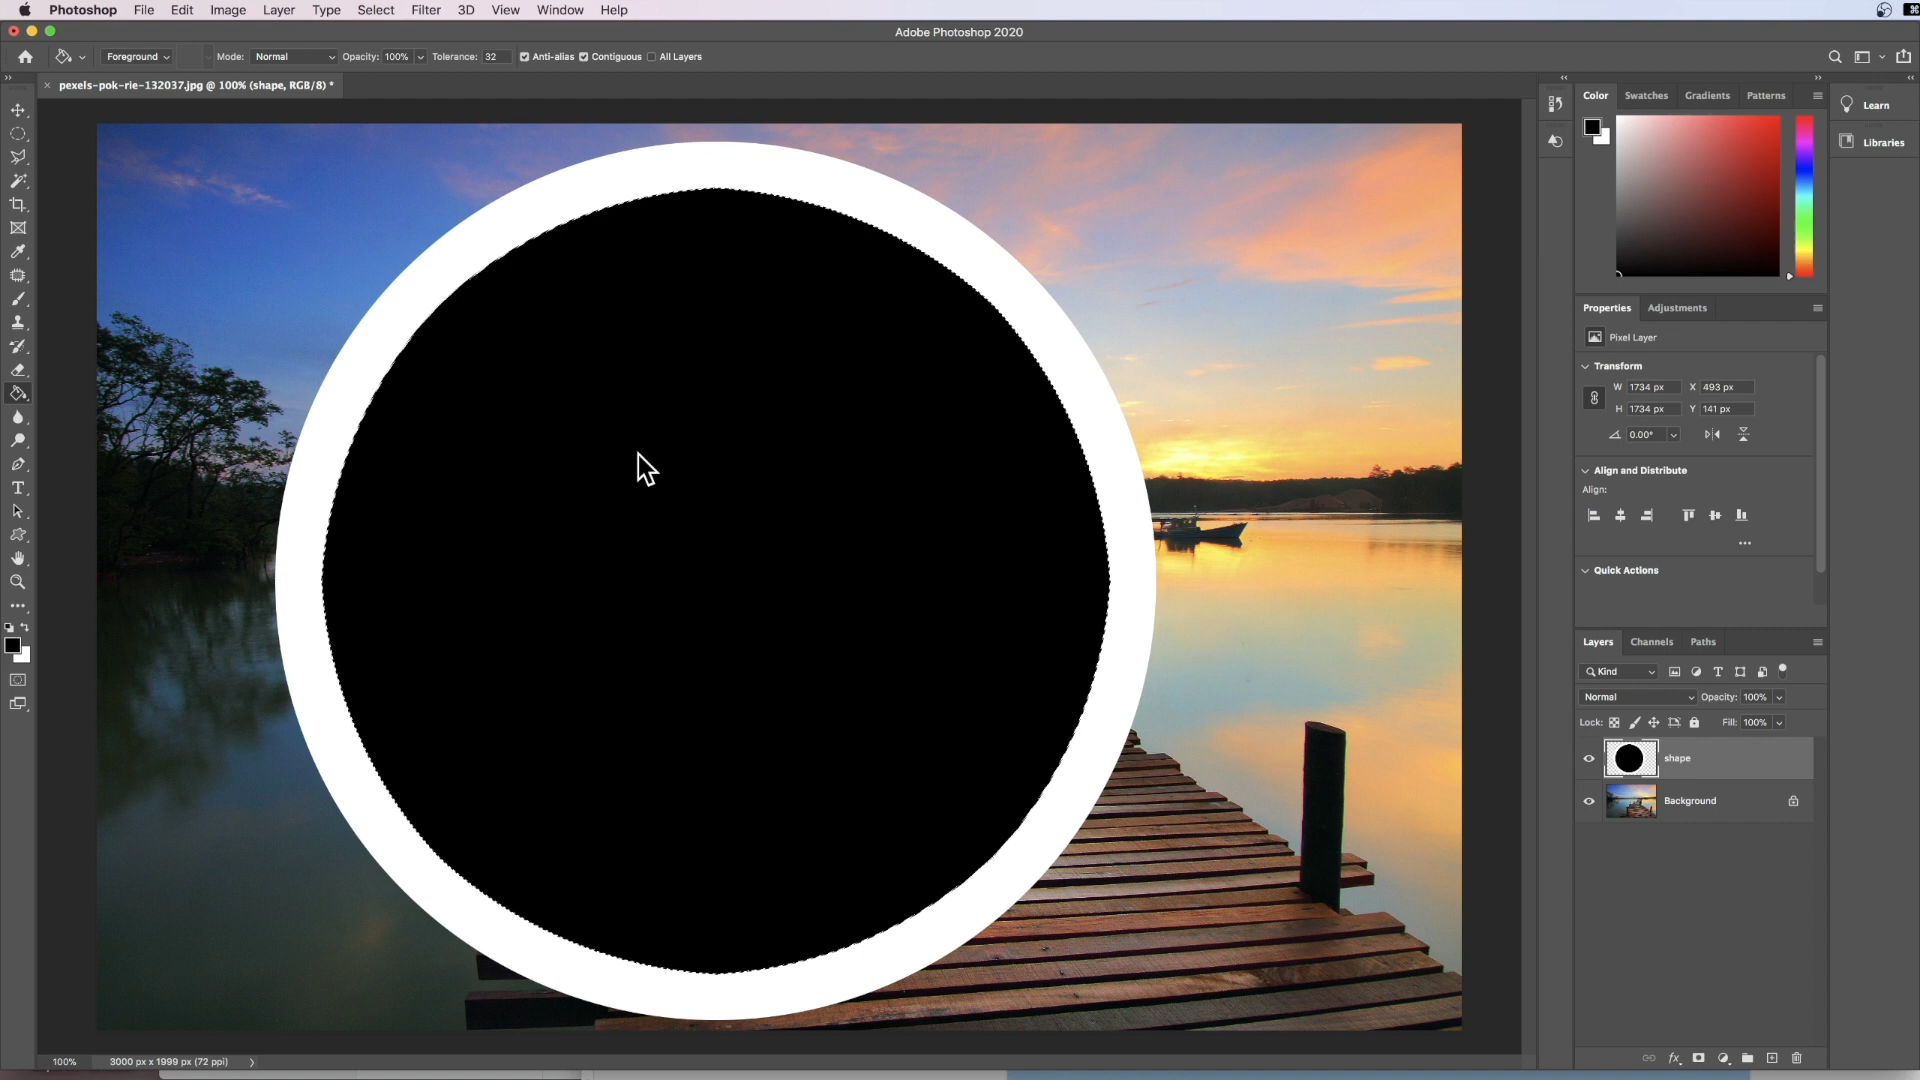 Photoshop File Edit Image Layer Type Select Filter 3D View Window Help
Adobe Photoshop 2020
Foreground Mode: Normal Opacity: 100% Tolerance: 32 Anti-alias Contiguous All Layers
pexels-pok-rie-132037.jpg @ 100% (shape, RGB/8) *
Color Swatches Gradients Patterns
Learn
Libraries
Properties Adjustments
Pixel Layer
Transform
W 1734 px X 493 px
H 1734 px Y 141 px
0.00°
Align and Distribute
Align:
Quick Actions
Layers Channels Paths
Kind
Normal Opacity: 100%
Lock: Fill: 100%
shape
Background
100% 3000 px x 1999 px (72 ppi)